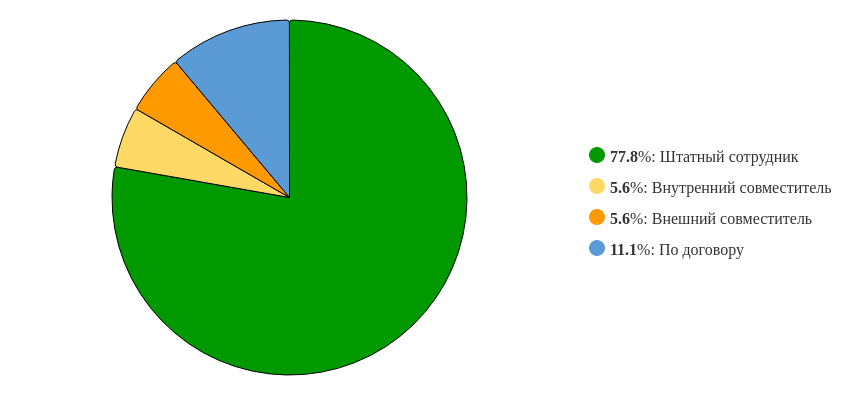 77.8%: Штатный сотрудник
5.6%: Внутренний совместитель
5.6%: Внешний совместитель
11.1%: По договору